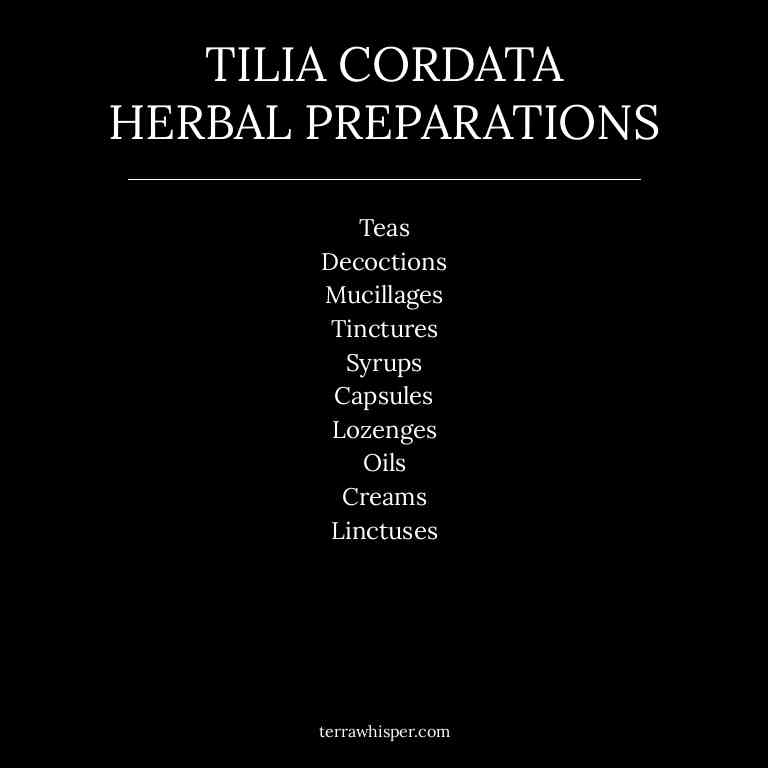 TILIA CORDATA
HERBAL PREPARATIONS
Teas
Decoctions
Mucillages
Tinctures
Syrups
Capsules
Lozenges
Oils
Creams
Linctuses
terrawhisper.com